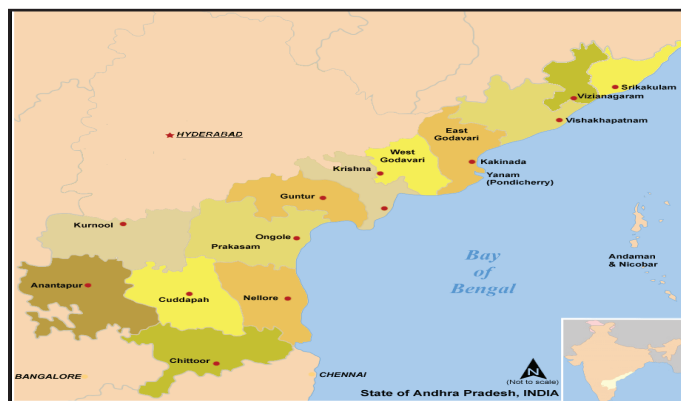 Srikakulam
Vizianagaram
Vishakhapatnam
HYDERABAD
East
Godavari
West
Godavari
Kakinada
Krishna
Yanam
(Pondicherry)
Guntur
Kurnool
Ongole
Prakasam
Bay
of
Bengal
Andaman
& Nicobar
Anantapur
Cuddapah
Nellore
Chittoor
BANGALORE
CHENNAI
N
(Not to scale)
State of Andhra Pradesh, INDIA